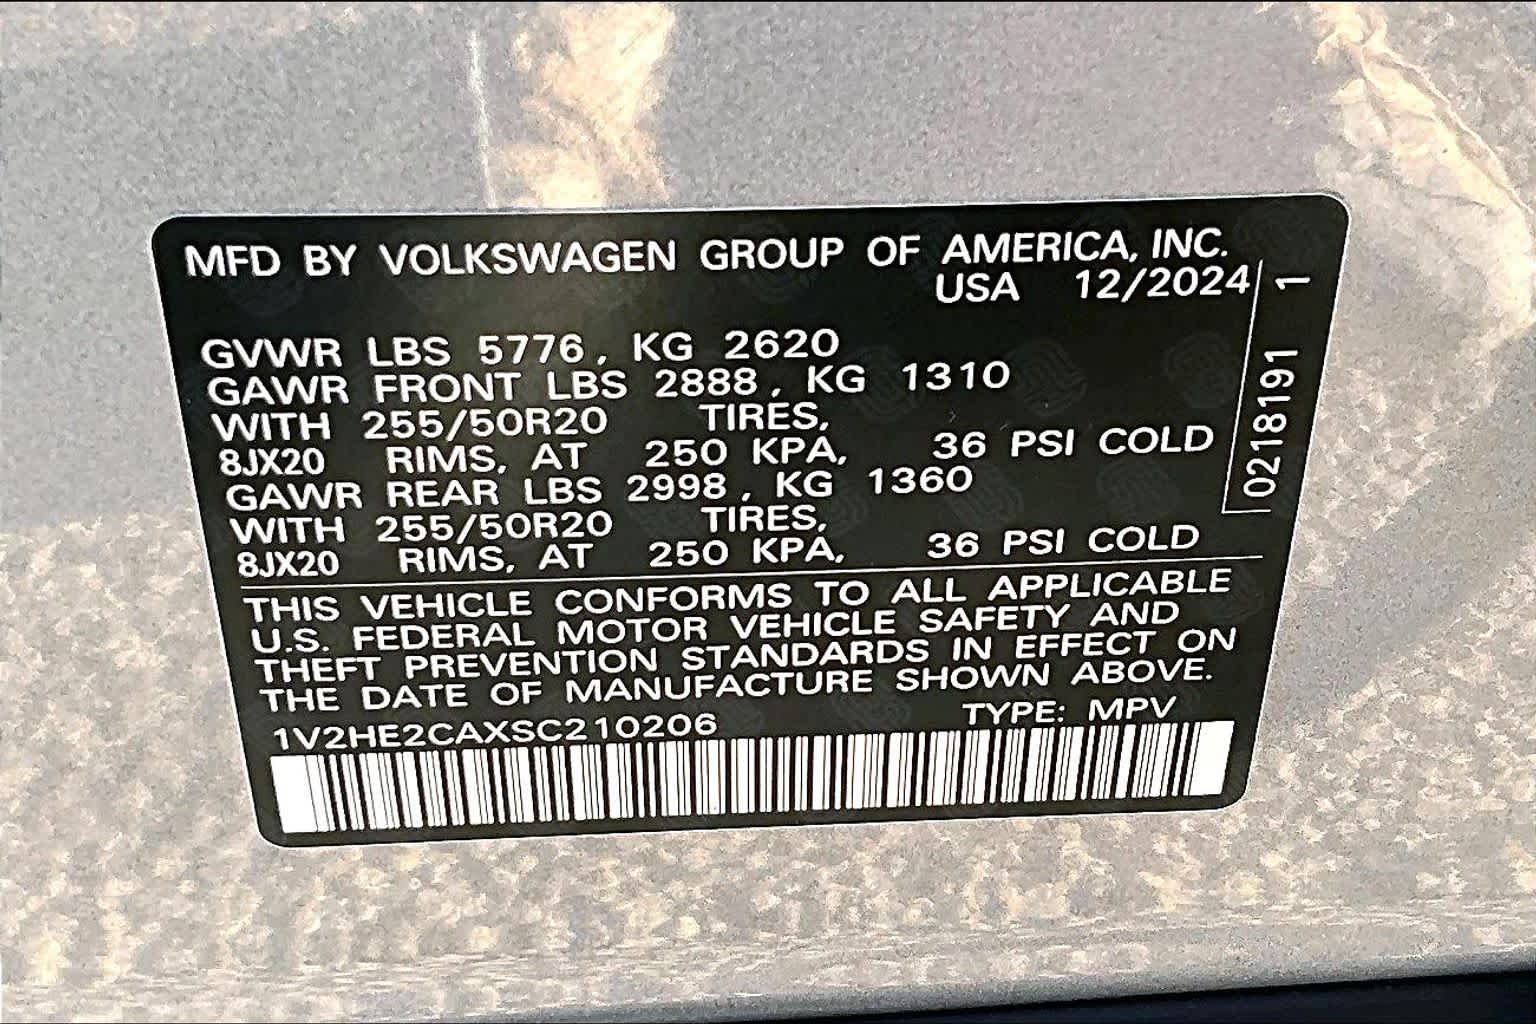 MFD BY VOLKSWAGEN GROUP OF AMERICA, INC.
USA 12/2024
GVWR LBS 5776, KG 2620
GAWR FRONT LBS 2888, KG 1310
WITH 255/50R20 TIRES,
8JX20 RIMS, AT 250 KPA, 36 PSI COLD
GAWR REAR LBS 2998, KG 1360
WITH 255/50R20 TIRES,
8JX20 RIMS, AT 250 KPA, 36 PSI COLD
THIS VEHICLE CONFORMS TO ALL APPLICABLE
U.S. FEDERAL MOTOR VEHICLE SAFETY AND
THEFT PREVENTION STANDARDS IN EFFECT ON
THE DATE OF MANUFACTURE SHOWN ABOVE.
1V2HE2CAXSC210206 TYPE: MPV
0218191 1